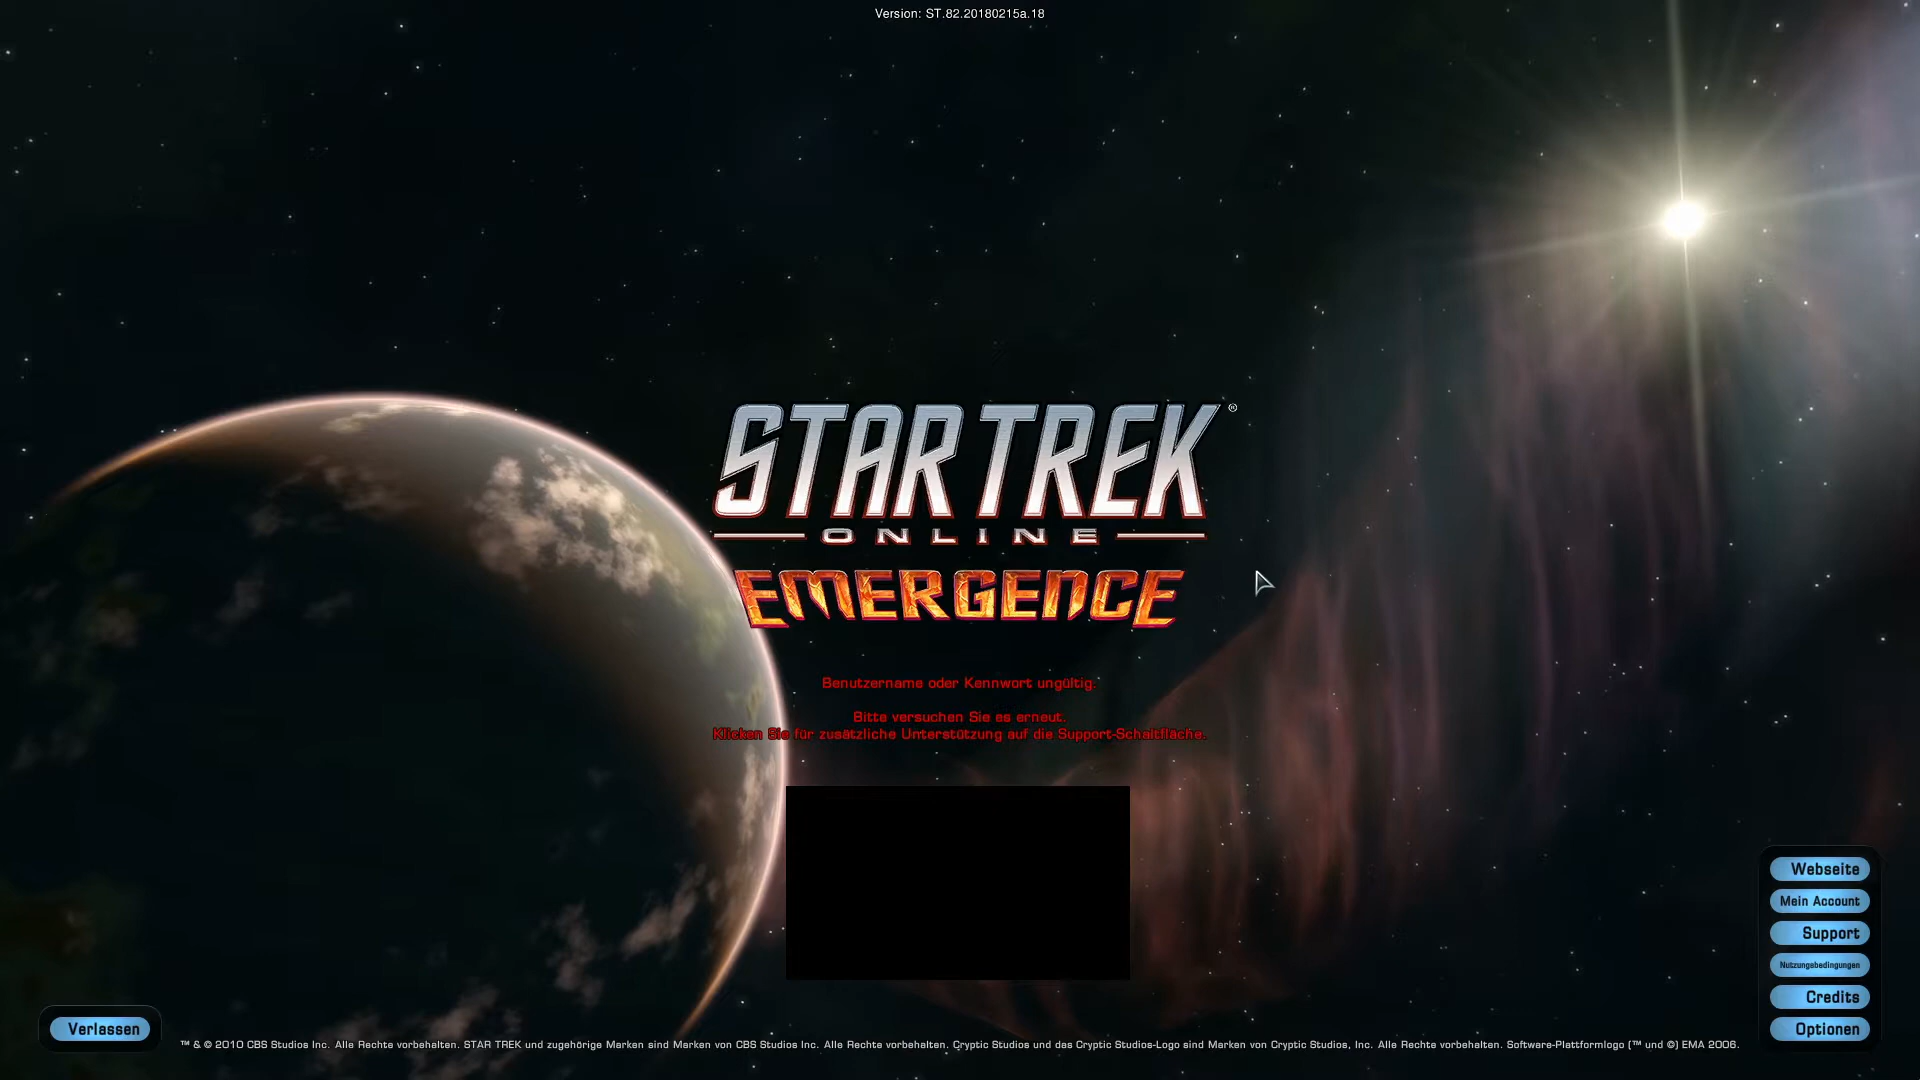 Version: ST.82.20180215a.18
STAR TREK®
ONLINE
EMERGENCE
Benutzername oder Kennwort ungültig.
Bitte versuchen Sie es erneut.
Klicken Sie für zusätzliche Unterstützung auf die Support-Schaltfläche.
Webseite
Mein Account
Support
Nutzungsbedingungen
Credits
Optionen
Verlassen
™ & © 2010 CBS Studios Inc. Alle Rechte vorbehalten. STAR TREK und zugehörige Marken sind Marken von CBS Studios Inc. Alle Rechte vorbehalten. Cryptic Studios und das Cryptic Studios-Logo sind Marken von Cryptic Studios, Inc. Alle Rechte vorbehalten. Software-Plattformlogo (™ und ©) EMA 2006.